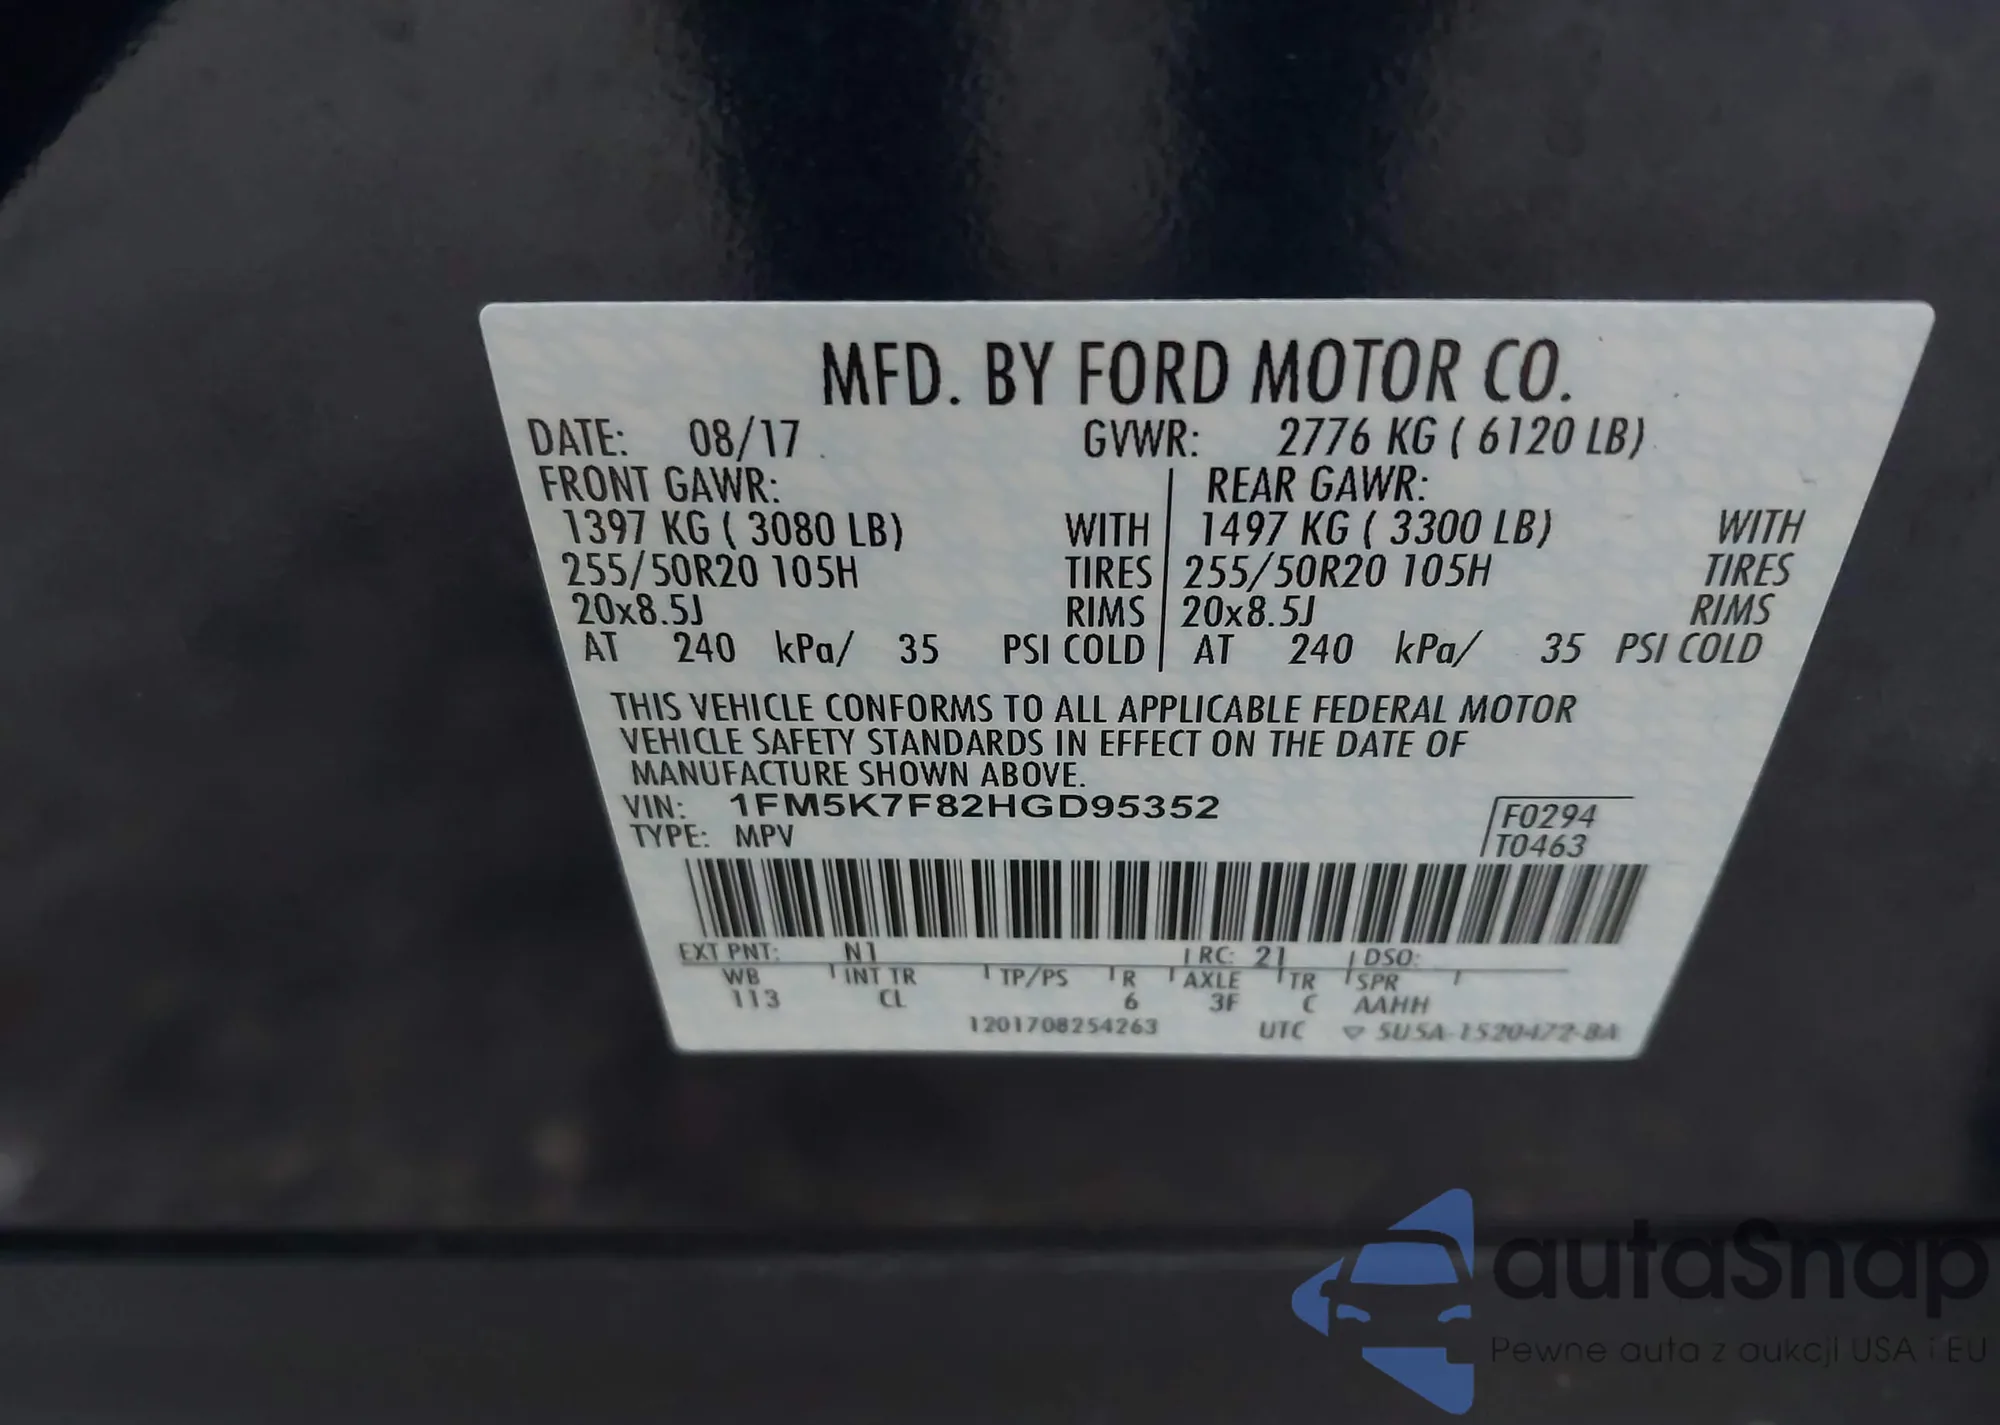 MFD. BY FORD MOTOR CO.
DATE: 08/17 GVWR: 2776 KG ( 6120 LB)
FRONT GAWR: REAR GAWR:
1397 KG ( 3080 LB) WITH 1497 KG ( 3300 LB) WITH
255/50R20 105H TIRES 255/50R20 105H TIRES
20x8.5J RIMS 20x8.5J RIMS
AT 240 kPa/ 35 PSI COLD AT 240 kPa/ 35 PSI COLD
THIS VEHICLE CONFORMS TO ALL APPLICABLE FEDERAL MOTOR
VEHICLE SAFETY STANDARDS IN EFFECT ON THE DATE OF
MANUFACTURE SHOWN ABOVE.
VIN: 1FM5K7F82HGD95352
F0294
TYPE: MPV
T0463
EXT PNT: N1 RC: 21 DSO:
WB INT TR TP/PS R AXLE TR SPR
113 CL 6 3F C AAHH
1201708254263 UTC ▽ 5U5A-1520472-BA
autaSnap
Pewne auta z aukcji USA i EU